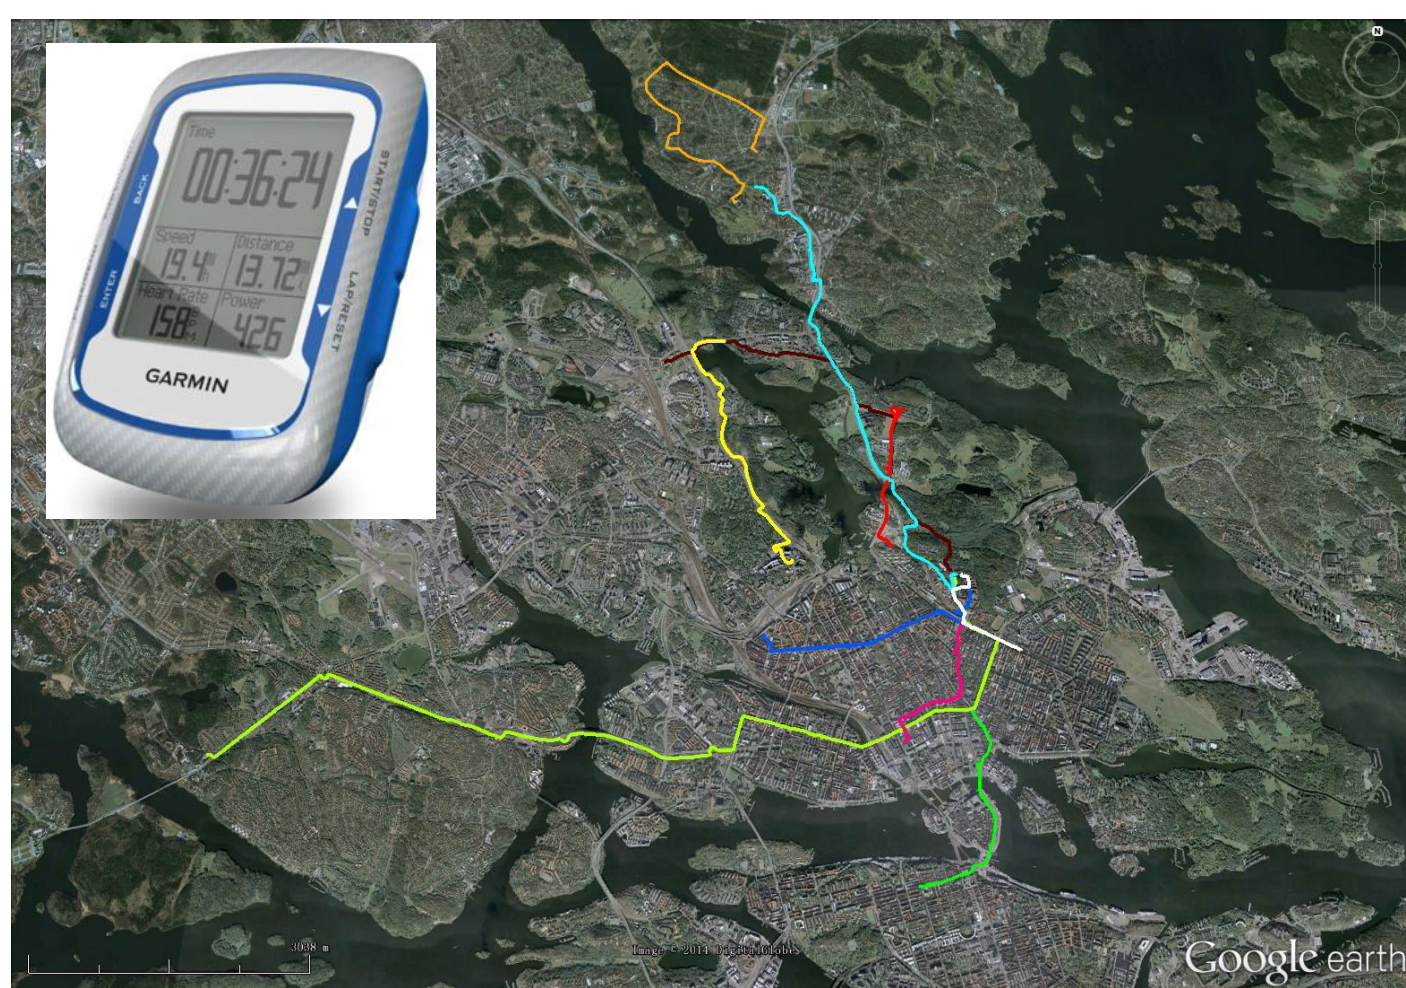 N
Time
00:36:24
Speed
19.4
Distance
13.72
Heart Rate
158
Power
426
BACK
ENTER
START/STOP
LAP/RESET
GARMIN
3038 m
Image © 2014 DigitalGlobe
Google earth